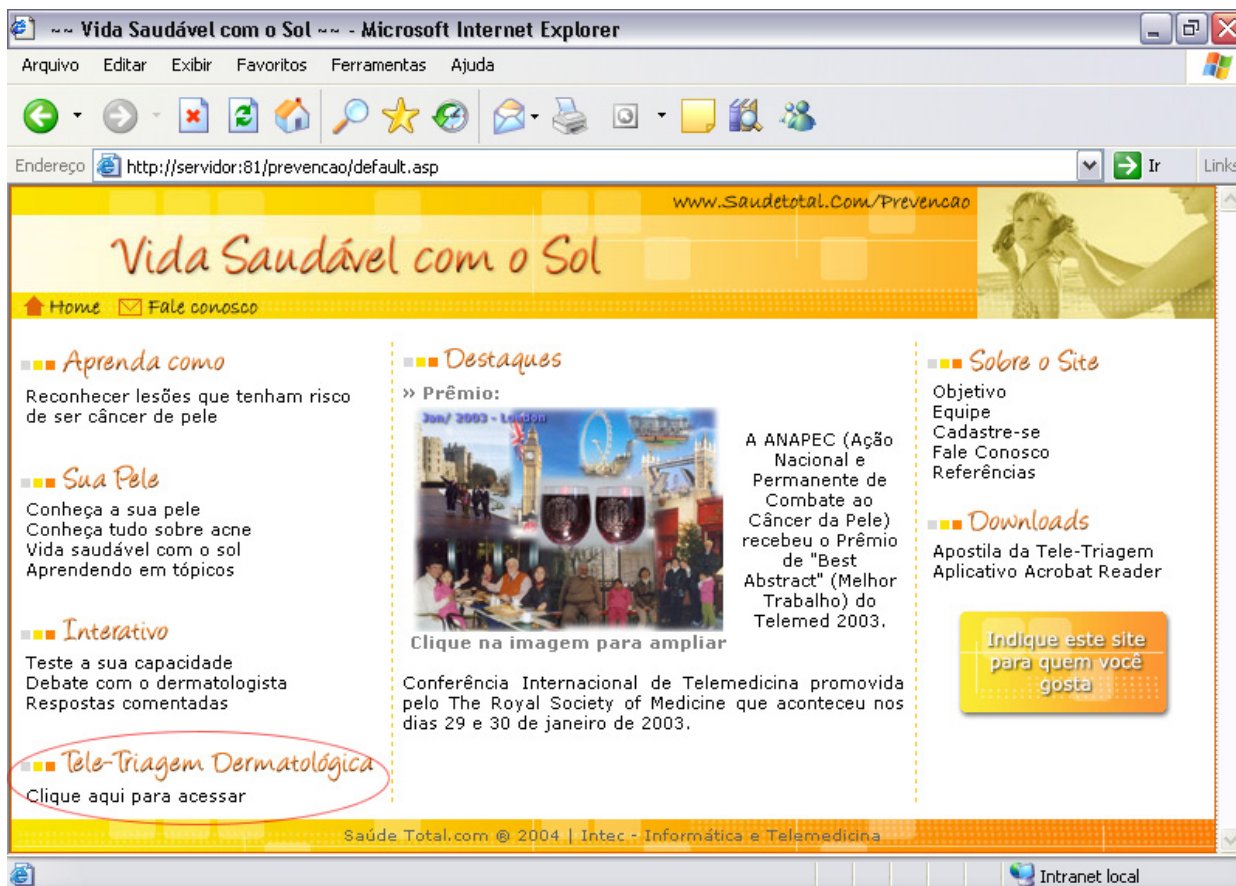 ~~ Vida Saudável com o Sol ~~ - Microsoft Internet Explorer
Arquivo Editar Exibir Favoritos Ferramentas Ajuda
Endereço http://servidor:81/prevencao/default.asp Ir Links
www.Saudetotal.Com/Prevencao
Vida Saudável com o Sol
Home Fale conosco
Aprenda como
Reconhecer lesões que tenham risco
de ser câncer de pele
Sua Pele
Conheça a sua pele
Conheça tudo sobre acne
Vida saudável com o sol
Aprendendo em tópicos
Interativo
Teste a sua capacidade
Debate com o dermatologista
Respostas comentadas
Tele-Triagem Dermatológica
Clique aqui para acessar
Destaques
» Prêmio:
Jan/ 2003 - London
A ANAPEC (Ação
Nacional e
Permanente de
Combate ao
Câncer da Pele)
recebeu o Prêmio
de "Best
Abstract" (Melhor
Trabalho) do
Telemed 2003.
Clique na imagem para ampliar
Conferência Internacional de Telemedicina promovida
pelo The Royal Society of Medicine que aconteceu nos
dias 29 e 30 de janeiro de 2003.
Sobre o Site
Objetivo
Equipe
Cadastre-se
Fale Conosco
Referências
Downloads
Apostila da Tele-Triagem
Aplicativo Acrobat Reader
Indique este site
para quem você
gosta
Saúde Total.com ® 2004 | Intec - Informática e Telemedicina
Intranet local